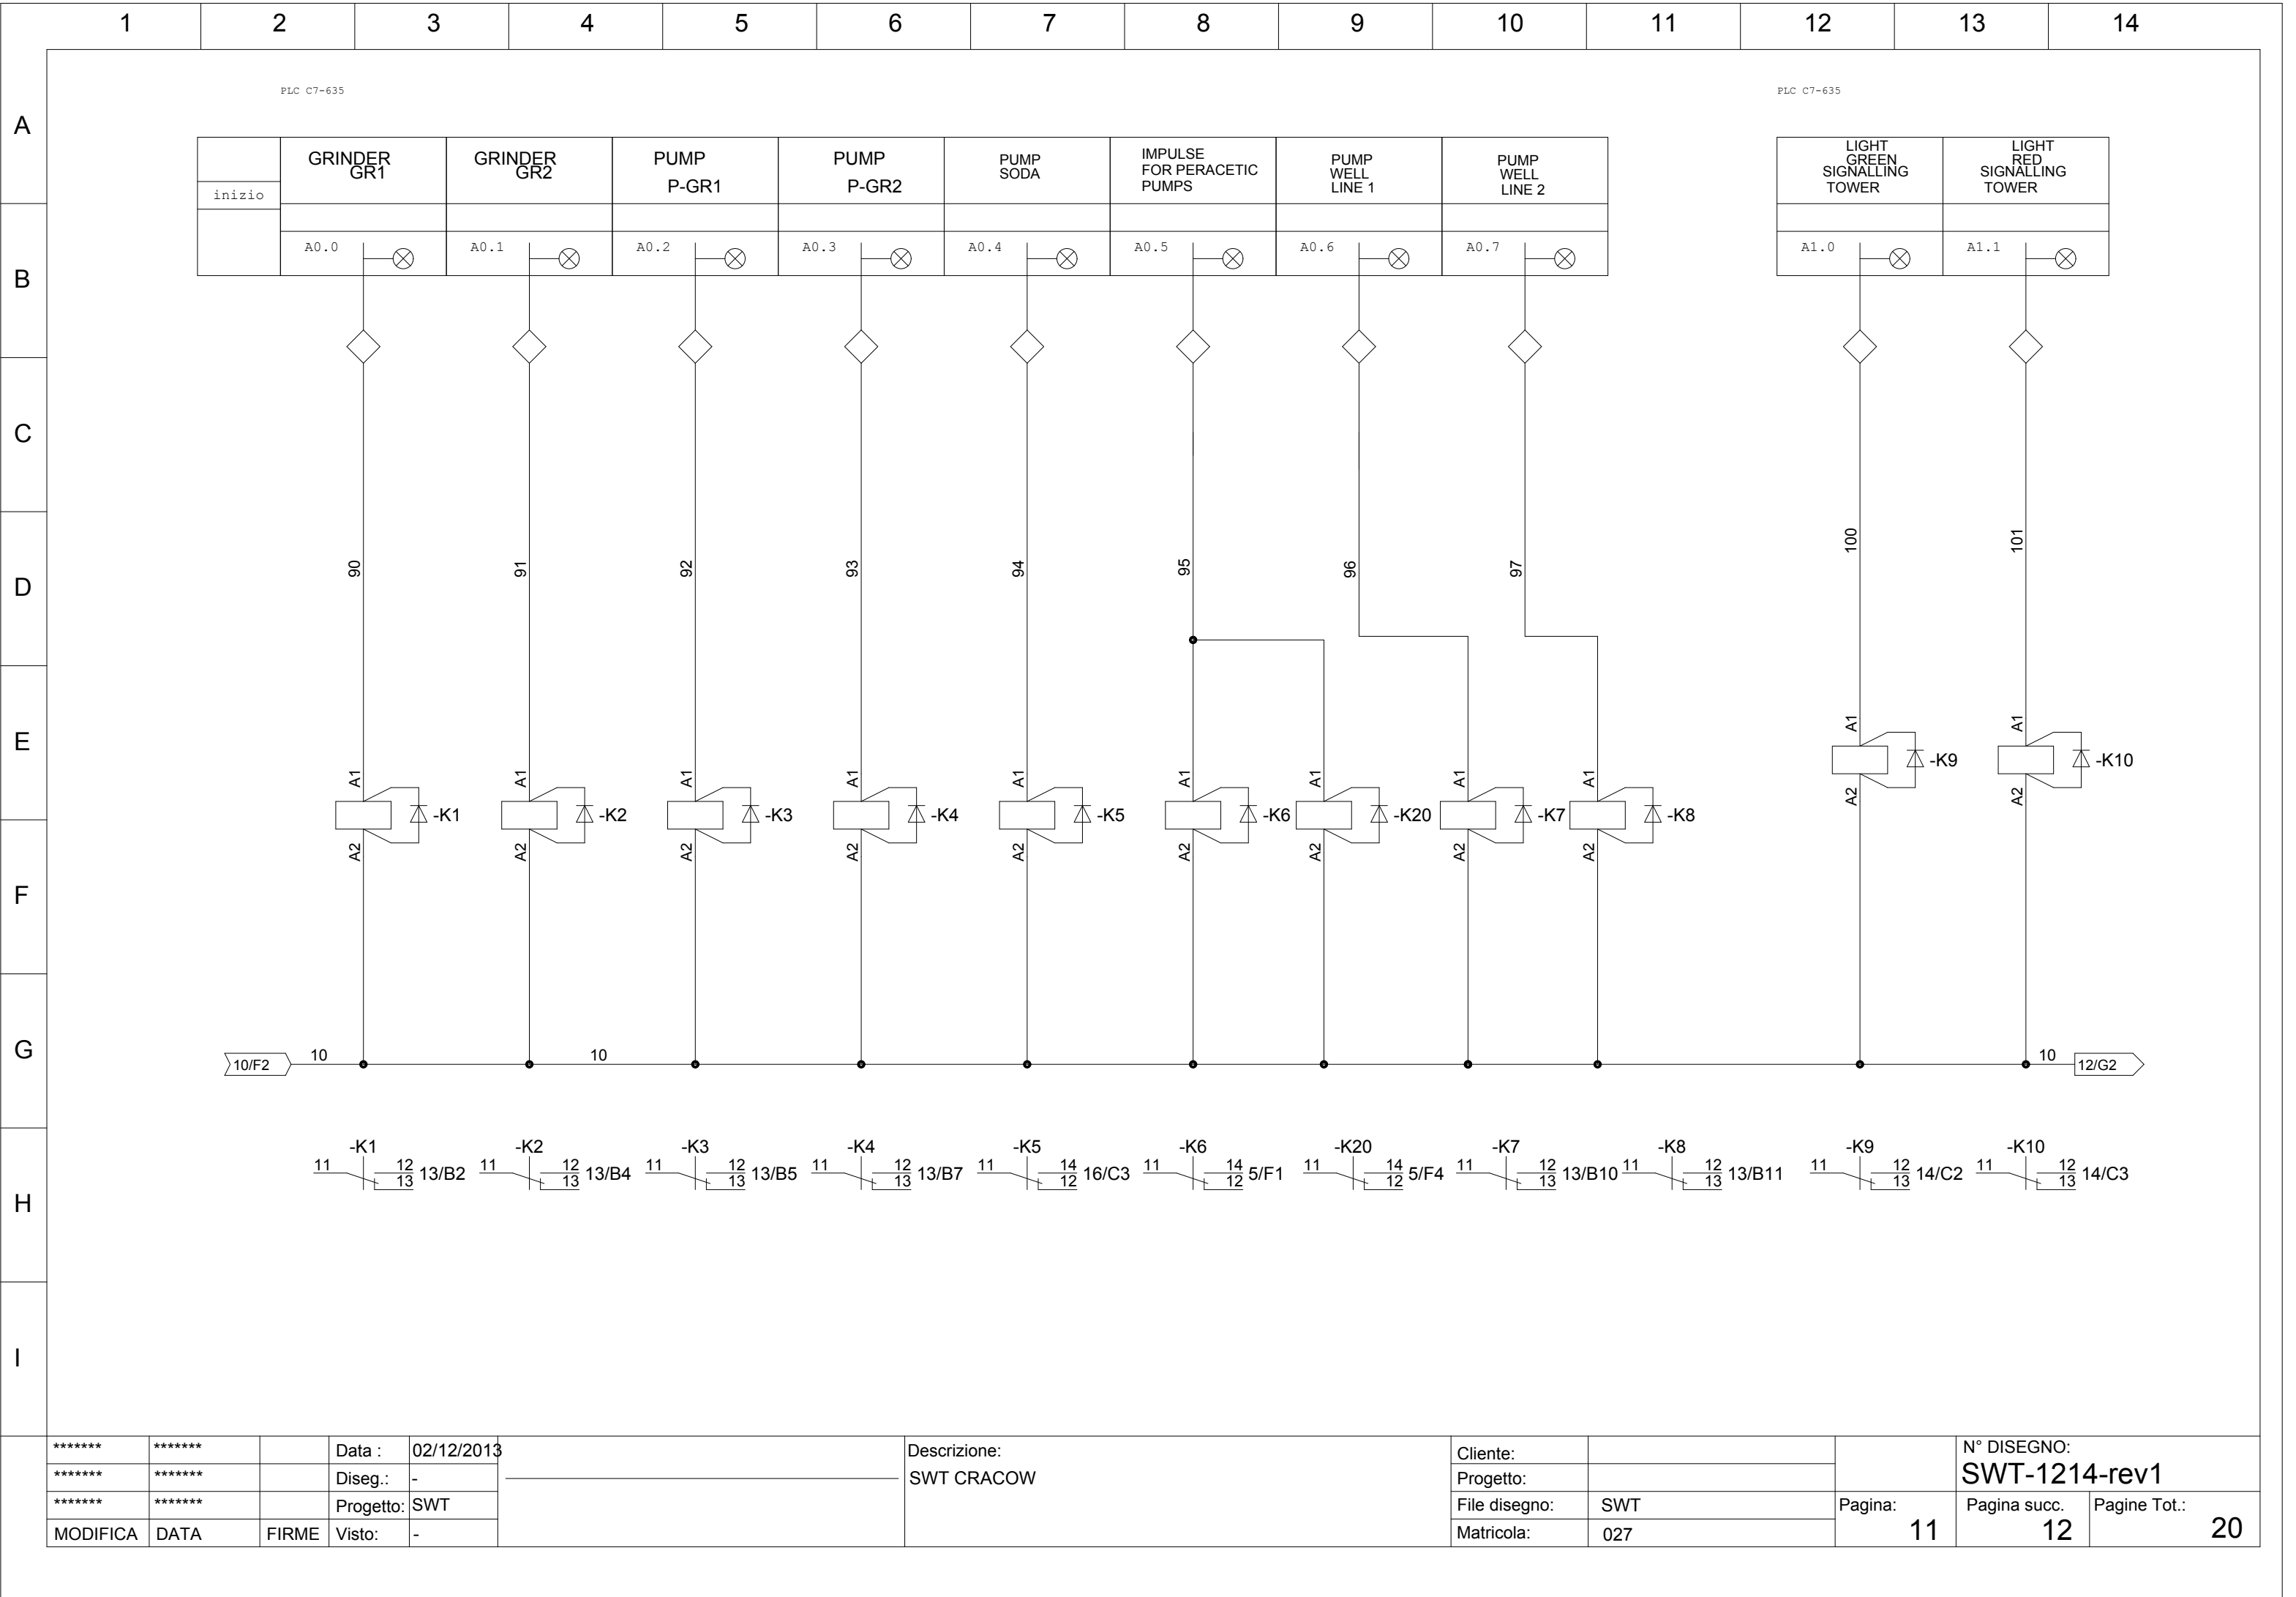 1 2 3 4 5 6 7 8 9 10 11 12 13 14
PLC C7-635 PLC C7-635
A
inizio
GRINDER
GR1
GRINDER
GR2
PUMP
P-GR1
PUMP
P-GR2
PUMP
SODA
IMPULSE
FOR PERACETIC
PUMPS
PUMP
WELL
LINE 1
PUMP
WELL
LINE 2
LIGHT
GREEN
SIGNALLING
TOWER
LIGHT
RED
SIGNALLING
TOWER
A0.0 A0.1 A0.2 A0.3 A0.4 A0.5 A0.6 A0.7 A1.0 A1.1
B
C
90 91 92 93 94 95 96 97 100 101
D
E
A1 A1 A1 A1 A1 A1 A1 A1 A1 A1 A1
-K1 -K2 -K3 -K4 -K5 -K6 -K20 -K7 -K8 -K9 -K10
A2 A2 A2 A2 A2 A2 A2 A2 A2 A2 A2
F
G
10/F2 10 10 10 12/G2
-K1 -K2 -K3 -K4 -K5 -K6 -K20 -K7 -K8 -K9 -K10
11 12 13 13/B2
11 12 13 13/B4
11 12 13 13/B5
11 12 13 13/B7
11 14 12 16/C3
11 14 12 5/F1
11 14 12 5/F4
11 12 13 13/B10
11 12 13 13/B11
11 12 13 14/C2
11 12 13 14/C3
H
I
******* ******* Data : 02/12/2013
******* ******* Diseg.: -
******* ******* Progetto: SWT
MODIFICA DATA FIRME Visto: -
Descrizione:
SWT CRACOW
Cliente:
Progetto:
File disegno: SWT
Matricola: 027
N° DISEGNO:
SWT-1214-rev1
Pagina: 11
Pagina succ. 12
Pagine Tot.: 20